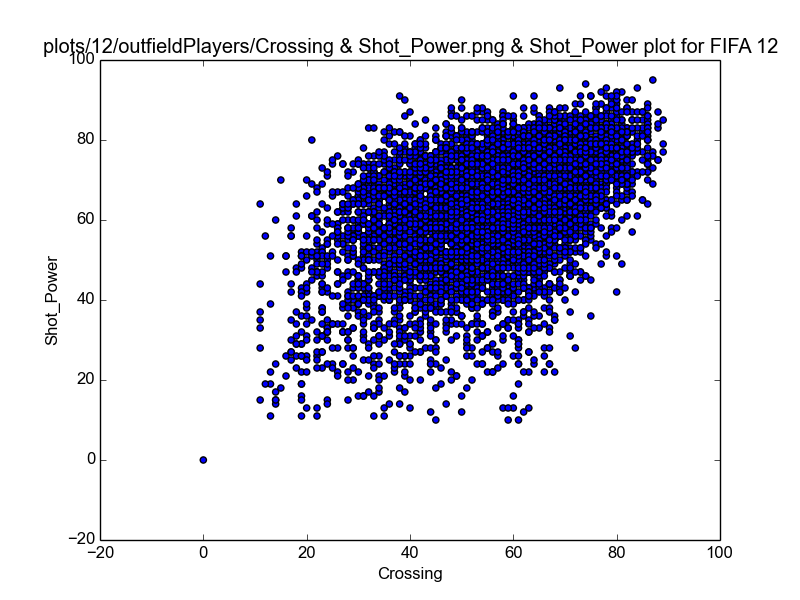 plots/12/outfieldPlayers/Crossing & Shot_Power.png & Shot_Power plot for FIFA 12
100
80
60
40
20
0
−20
Shot_Power
−20 0 20 40 60 80 100
Crossing